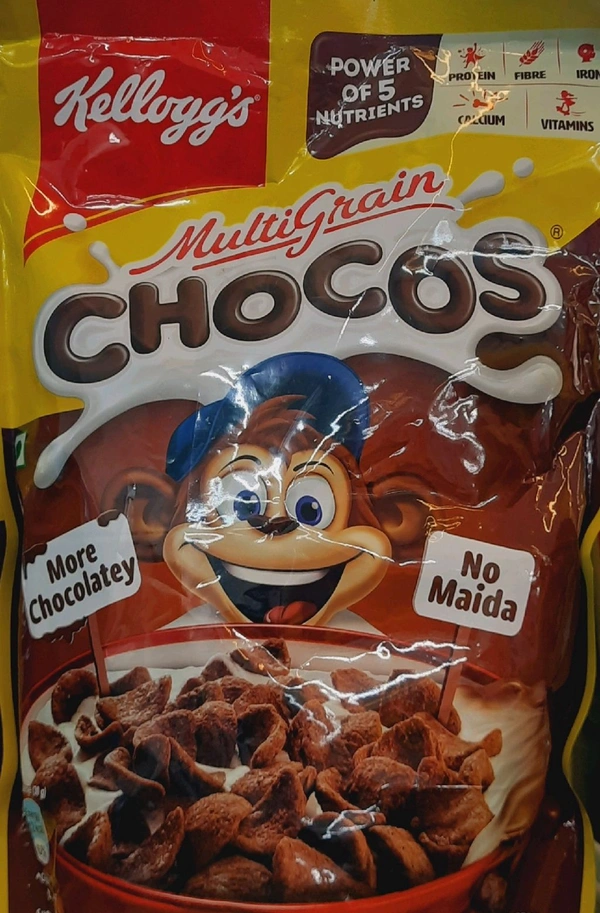 Kellogg's®
POWER
OF 5
NUTRIENTS
PROTEIN
FIBRE
IRON
CALCIUM
VITAMINS
MultiGrain
CHOCOS®
More
Chocolatey
No
Maida